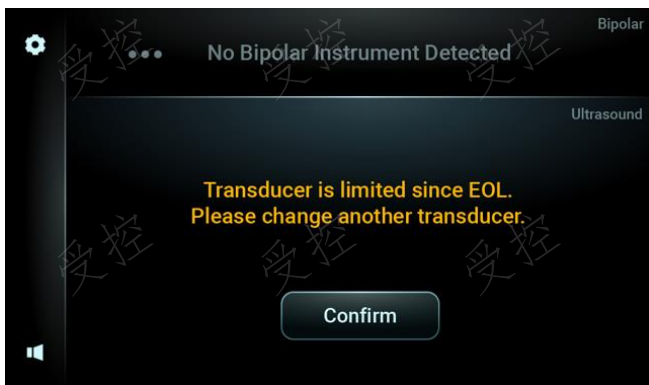 Bipolar
No Bipolar Instrument Detected
Ultrasound
Transducer is limited since EOL.
Please change another transducer.
Confirm
受控
受控
受控
受控
受控
受控